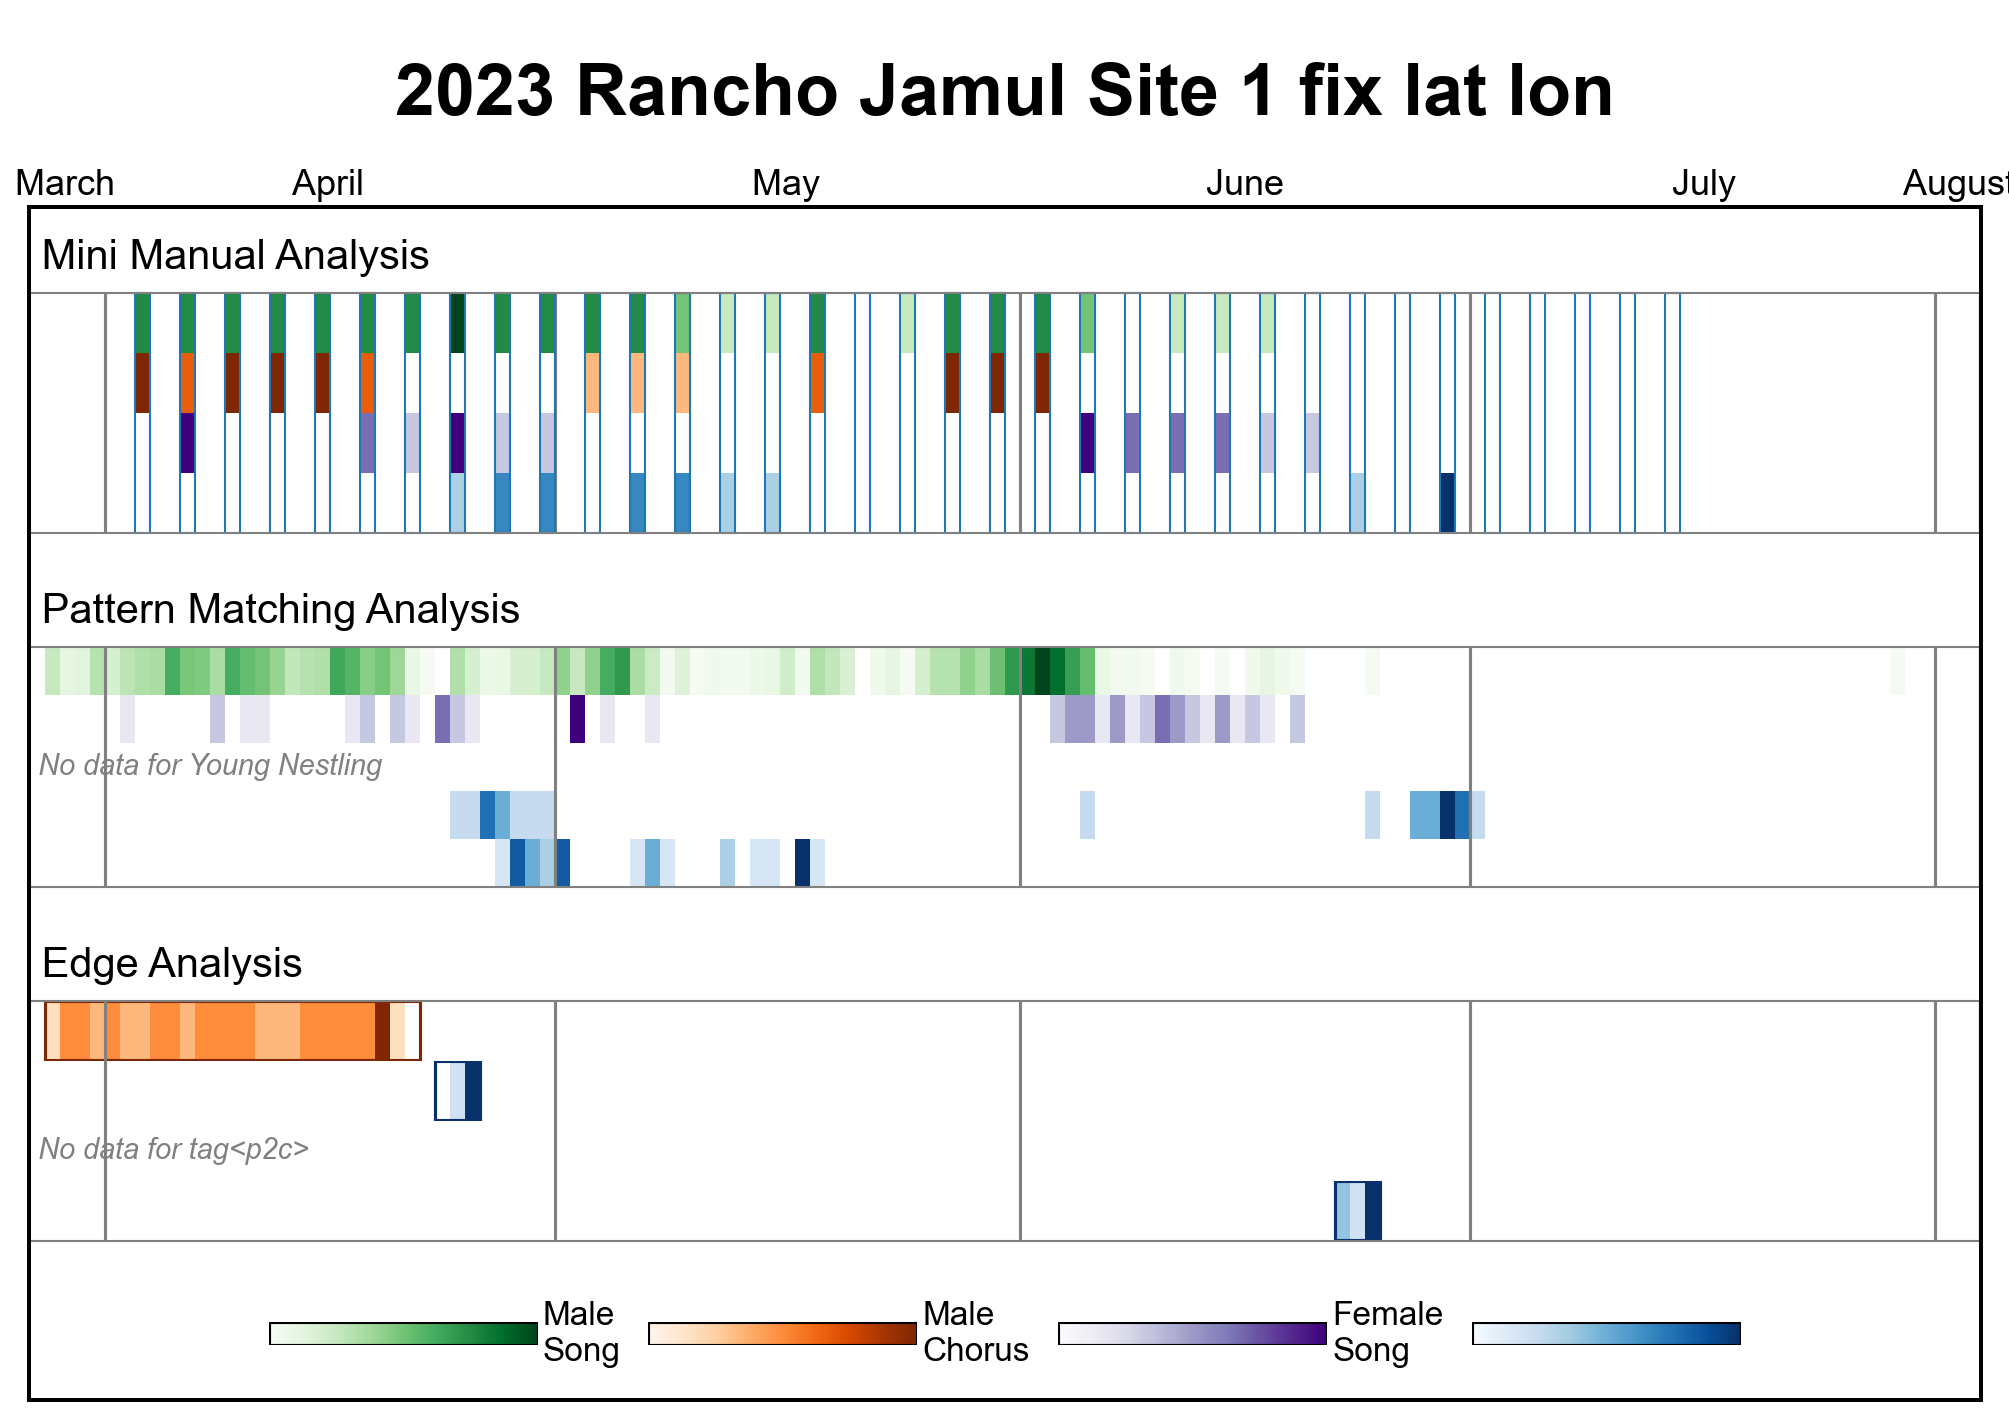 2023 Rancho Jamul Site 1 fix lat lon
March April May June July August
Mini Manual Analysis
Pattern Matching Analysis
No data for Young Nestling
Edge Analysis
No data for tag<p2c>
Male Song
Male Chorus
Female Song